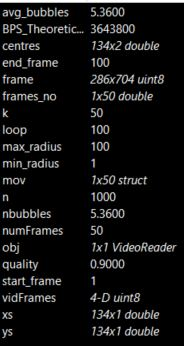 avg_bubbles 5.3600
BPS_Theoretic... 3643800
centres 134x2 double
end_frame 100
frame 286x704 uint8
frames_no 1x50 double
k 50
loop 100
max_radius 100
min_radius 1
mov 1x50 struct
n 1000
nbubbles 5.3600
numFrames 50
obj 1x1 VideoReader
quality 0.9000
start_frame 1
vidFrames 4-D uint8
xs 134x1 double
ys 134x1 double